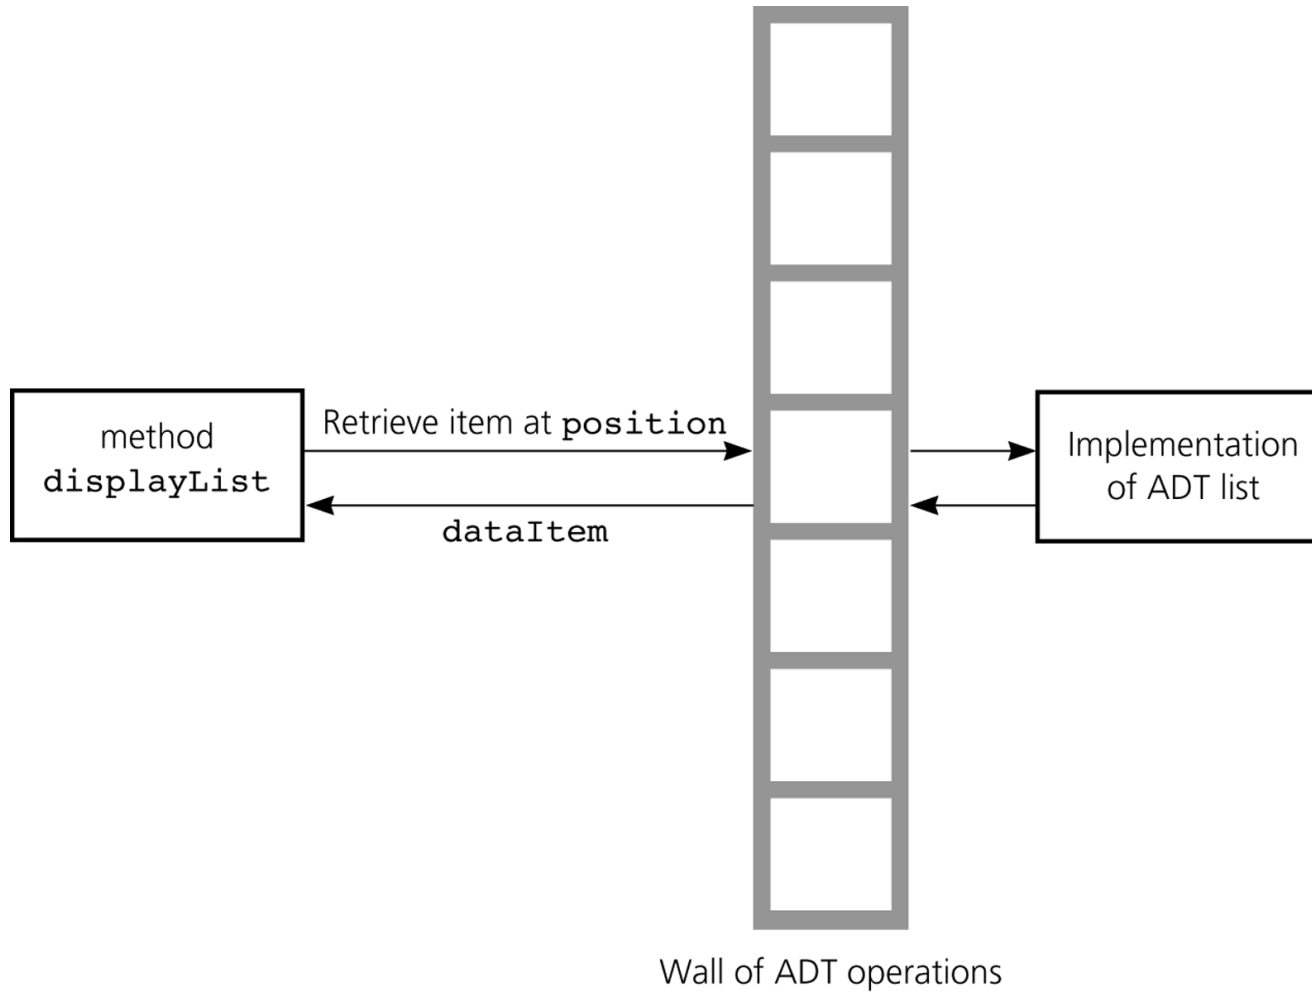 method
displayList
Retrieve item at position
dataItem
Implementation
of ADT list
Wall of ADT operations